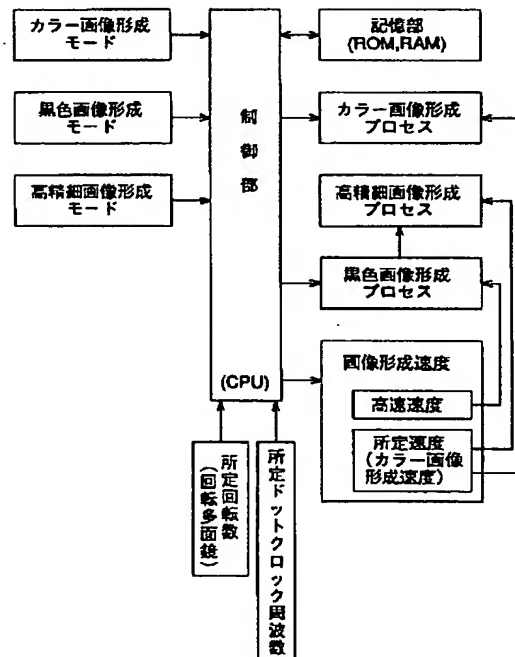 カラー画像形成
モード
黒色画像形成
モード
高精細画像形成
モード
制御部
(CPU)
記憶部
(ROM,RAM)
カラー画像形成
プロセス
高精細画像形成
プロセス
黒色画像形成
プロセス
画像形成速度
高速速度
所定速度
(カラー画像
形成速度)
所定回転数
(回転多面鏡)
所定ドットクロック周波数